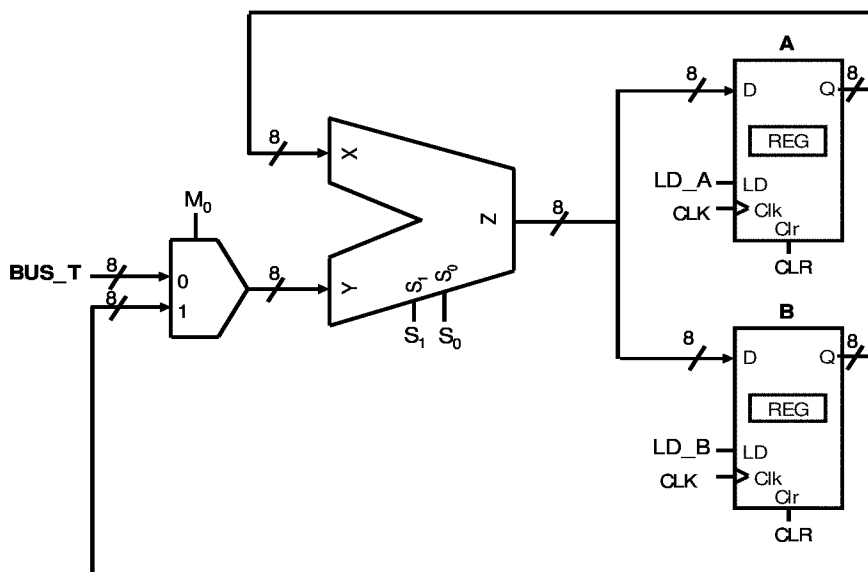 A
8
8
8
D
Q
8
X
REG
LD_A
LD
M₀
CLK
Clk
Z
8
Clr
BUS_T
8
0
8
Y
S₁
S₀
CLR
8
1
B
S₁
S₀
8
8
D
Q
REG
LD_B
LD
CLK
Clk
Clr
CLR